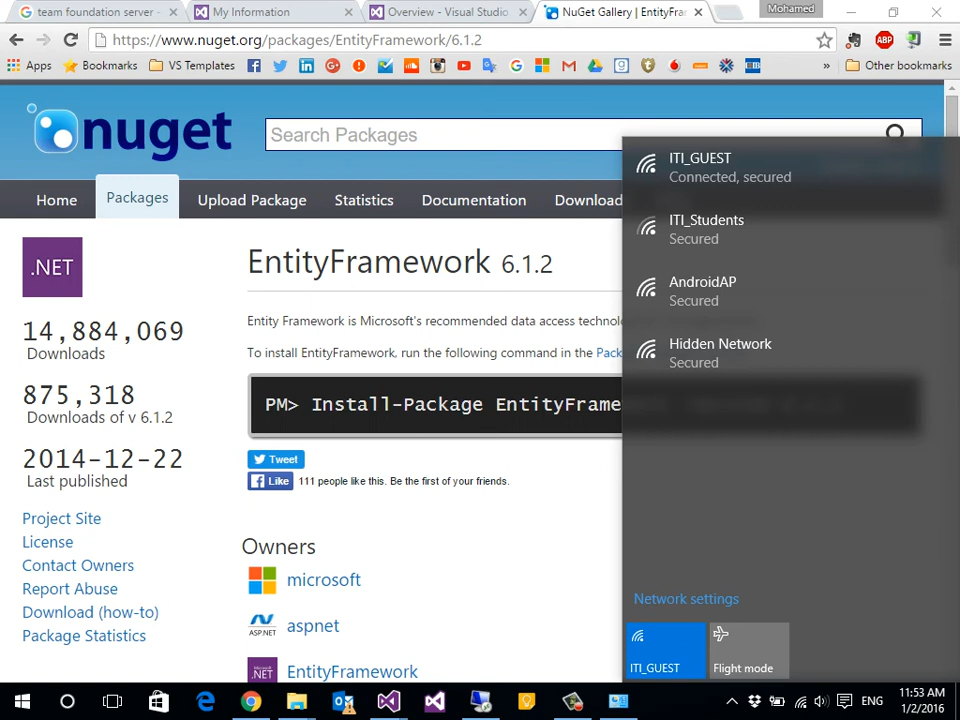 team foundation server -
My Information
Overview - Visual Studio
NuGet Gallery | EntityFra
Mohamed
https://www.nuget.org/packages/EntityFramework/6.1.2
Apps
Bookmarks
VS Templates
»
Other bookmarks
nuget
Search Packages
Home
Packages
Upload Package
Statistics
Documentation
Download
.NET
EntityFramework 6.1.2
14,884,069
Downloads
875,318
Downloads of v 6.1.2
2014-12-22
Last published
Entity Framework is Microsoft's recommended data access technolo
To install EntityFramework, run the following command in the Pack
PM> Install-Package EntityFrame
Tweet
Like
111 people like this. Be the first of your friends.
Project Site
License
Contact Owners
Report Abuse
Download (how-to)
Package Statistics
Owners
microsoft
ASP.NET
aspnet
.NET
EntityFramework
ITI_GUEST
Connected, secured
ITI_Students
Secured
AndroidAP
Secured
Hidden Network
Secured
Network settings
ITI_GUEST
Flight mode
ENG
11:53 AM
1/2/2016